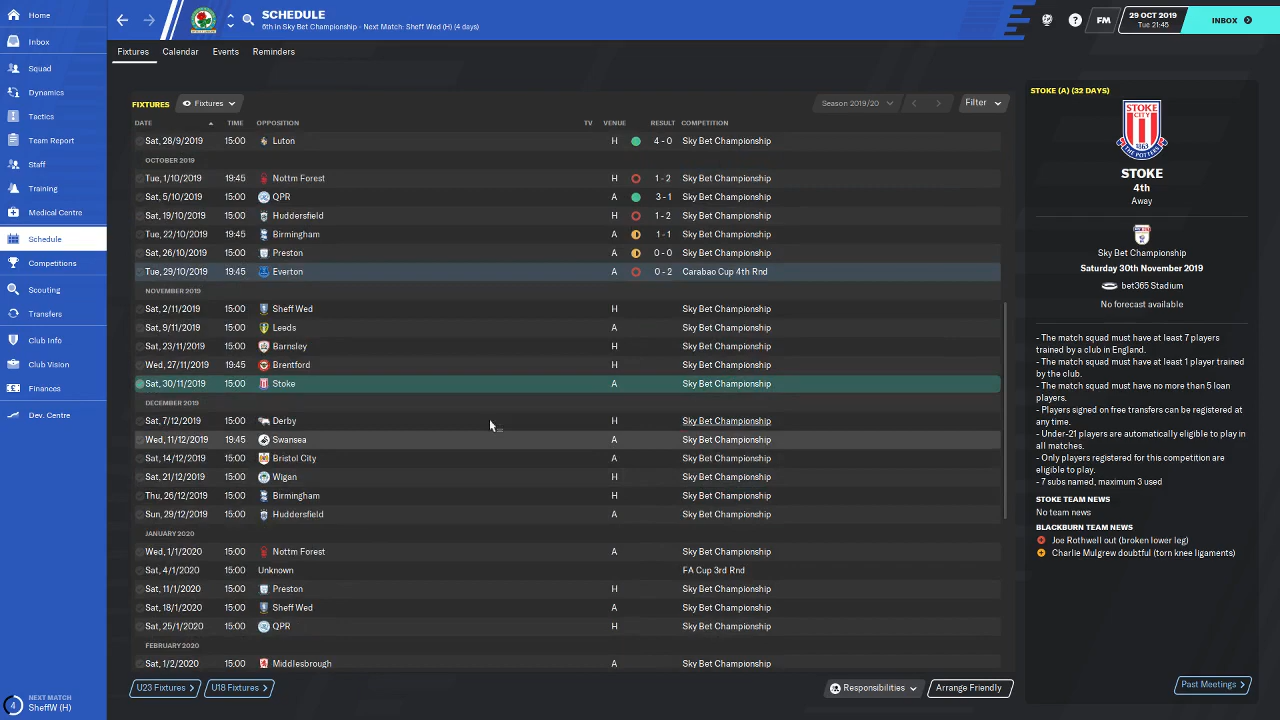 Home
Inbox
Squad
Dynamics
Tactics
Team Report
Staff
Training
Medical Centre
Schedule
Competitions
Scouting
Transfers
Club Info
Club Vision
Finances
Dev. Centre
4
NEXT MATCH
SheffW (H)
SCHEDULE
6th in Sky Bet Championship - Next Match: Sheff Wed (H) (4 days)
?
FM
29 OCT 2019
Tue 21:45
INBOX
Fixtures Calendar Events Reminders
FIXTURES Fixtures Season 2019/20 Filter
DATE TIME OPPOSITION TV VENUE RESULT COMPETITION
Sat, 28/9/2019 15:00 Luton H 4 - 0 Sky Bet Championship
OCTOBER 2019
Tue, 1/10/2019 19:45 Nottm Forest H 1 - 2 Sky Bet Championship
Sat, 5/10/2019 15:00 QPR A 3 - 1 Sky Bet Championship
Sat, 19/10/2019 15:00 Huddersfield H 1 - 2 Sky Bet Championship
Tue, 22/10/2019 19:45 Birmingham A 1 - 1 Sky Bet Championship
Sat, 26/10/2019 15:00 Preston A 0 - 0 Sky Bet Championship
Tue, 29/10/2019 19:45 Everton A 0 - 2 Carabao Cup 4th Rnd
NOVEMBER 2019
Sat, 2/11/2019 15:00 Sheff Wed H Sky Bet Championship
Sat, 9/11/2019 15:00 Leeds A Sky Bet Championship
Sat, 23/11/2019 15:00 Barnsley H Sky Bet Championship
Wed, 27/11/2019 19:45 Brentford H Sky Bet Championship
Sat, 30/11/2019 15:00 Stoke A Sky Bet Championship
DECEMBER 2019
Sat, 7/12/2019 15:00 Derby H Sky Bet Championship
Wed, 11/12/2019 19:45 Swansea A Sky Bet Championship
Sat, 14/12/2019 15:00 Bristol City A Sky Bet Championship
Sat, 21/12/2019 15:00 Wigan H Sky Bet Championship
Thu, 26/12/2019 15:00 Birmingham H Sky Bet Championship
Sun, 29/12/2019 15:00 Huddersfield A Sky Bet Championship
JANUARY 2020
Wed, 1/1/2020 15:00 Nottm Forest A Sky Bet Championship
Sat, 4/1/2020 15:00 Unknown FA Cup 3rd Rnd
Sat, 11/1/2020 15:00 Preston H Sky Bet Championship
Sat, 18/1/2020 15:00 Sheff Wed A Sky Bet Championship
Sat, 25/1/2020 15:00 QPR H Sky Bet Championship
FEBRUARY 2020
Sat, 1/2/2020 15:00 Middlesbrough A Sky Bet Championship
U23 Fixtures U18 Fixtures Responsibilities Arrange Friendly
STOKE (A) (32 DAYS)
STOKE
CITY
1863
THE POTTERS
STOKE
4th
Away
Sky Bet Championship
Saturday 30th November 2019
bet365 Stadium
No forecast available
- The match squad must have at least 7 players
trained by a club in England.
- The match squad must have at least 1 player trained
by the club.
- The match squad must have no more than 5 loan
players.
- Players signed on free transfers can be registered at
any time.
- Under-21 players are automatically eligible to play in
all matches.
- Only players registered for this competition are
eligible to play.
- 7 subs named, maximum 3 used
STOKE TEAM NEWS
No team news
BLACKBURN TEAM NEWS
Joe Rothwell out (broken lower leg)
Charlie Mulgrew doubtful (torn knee ligaments)
Past Meetings